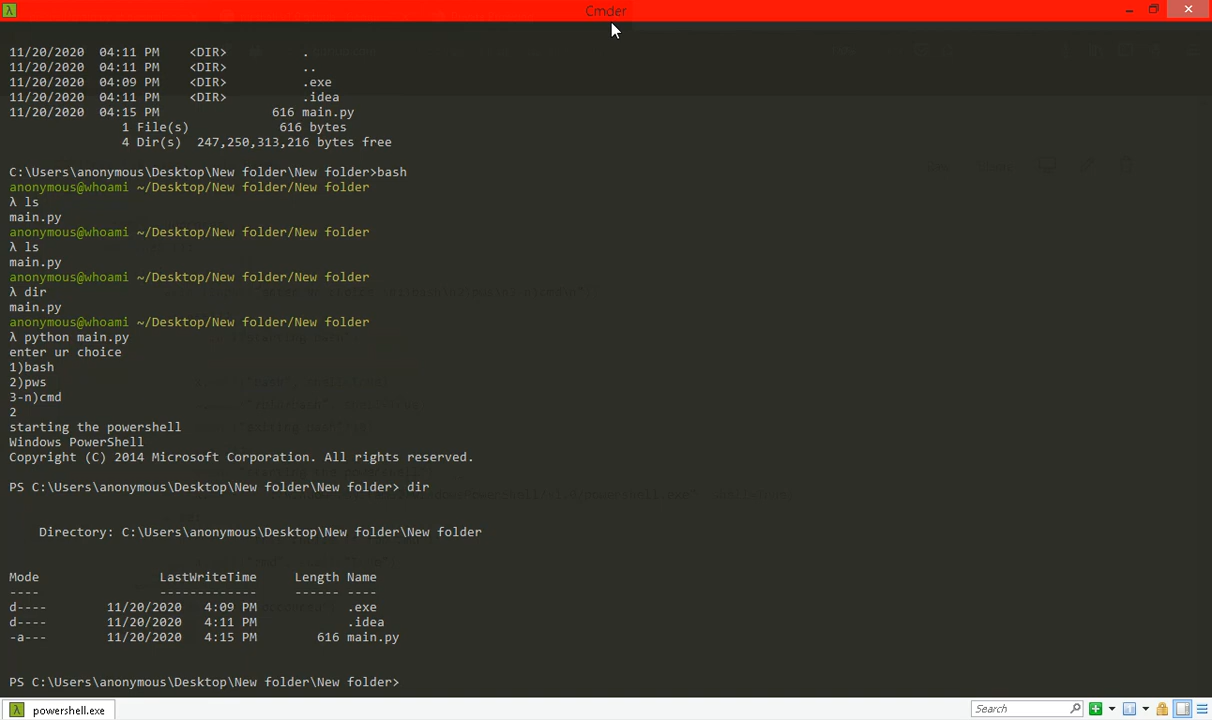 Cmder
11/20/2020  04:11 PM    <DIR>          .
11/20/2020  04:11 PM    <DIR>          ..
11/20/2020  04:09 PM    <DIR>          .exe
11/20/2020  04:11 PM    <DIR>          .idea
11/20/2020  04:15 PM               616 main.py
               1 File(s)            616 bytes
               4 Dir(s)  247,250,313,216 bytes free
C:\Users\anonymous\Desktop\New folder\New folder>bash
anonymous@whoami ~/Desktop/New folder/New folder
λ ls
main.py
anonymous@whoami ~/Desktop/New folder/New folder
λ ls
main.py
anonymous@whoami ~/Desktop/New folder/New folder
λ dir
main.py
anonymous@whoami ~/Desktop/New folder/New folder
λ python main.py
enter ur choice
1)bash
2)pws
3-n)cmd
2
starting the powershell
Windows PowerShell
Copyright (C) 2014 Microsoft Corporation. All rights reserved.
PS C:\Users\anonymous\Desktop\New folder\New folder> dir
    Directory: C:\Users\anonymous\Desktop\New folder\New folder
Mode                LastWriteTime     Length Name
----                -------------     ------ ----
d----        11/20/2020   4:09 PM            .exe
d----        11/20/2020   4:11 PM            .idea
-a---        11/20/2020   4:15 PM        616 main.py
PS C:\Users\anonymous\Desktop\New folder\New folder>
powershell.exe
Search